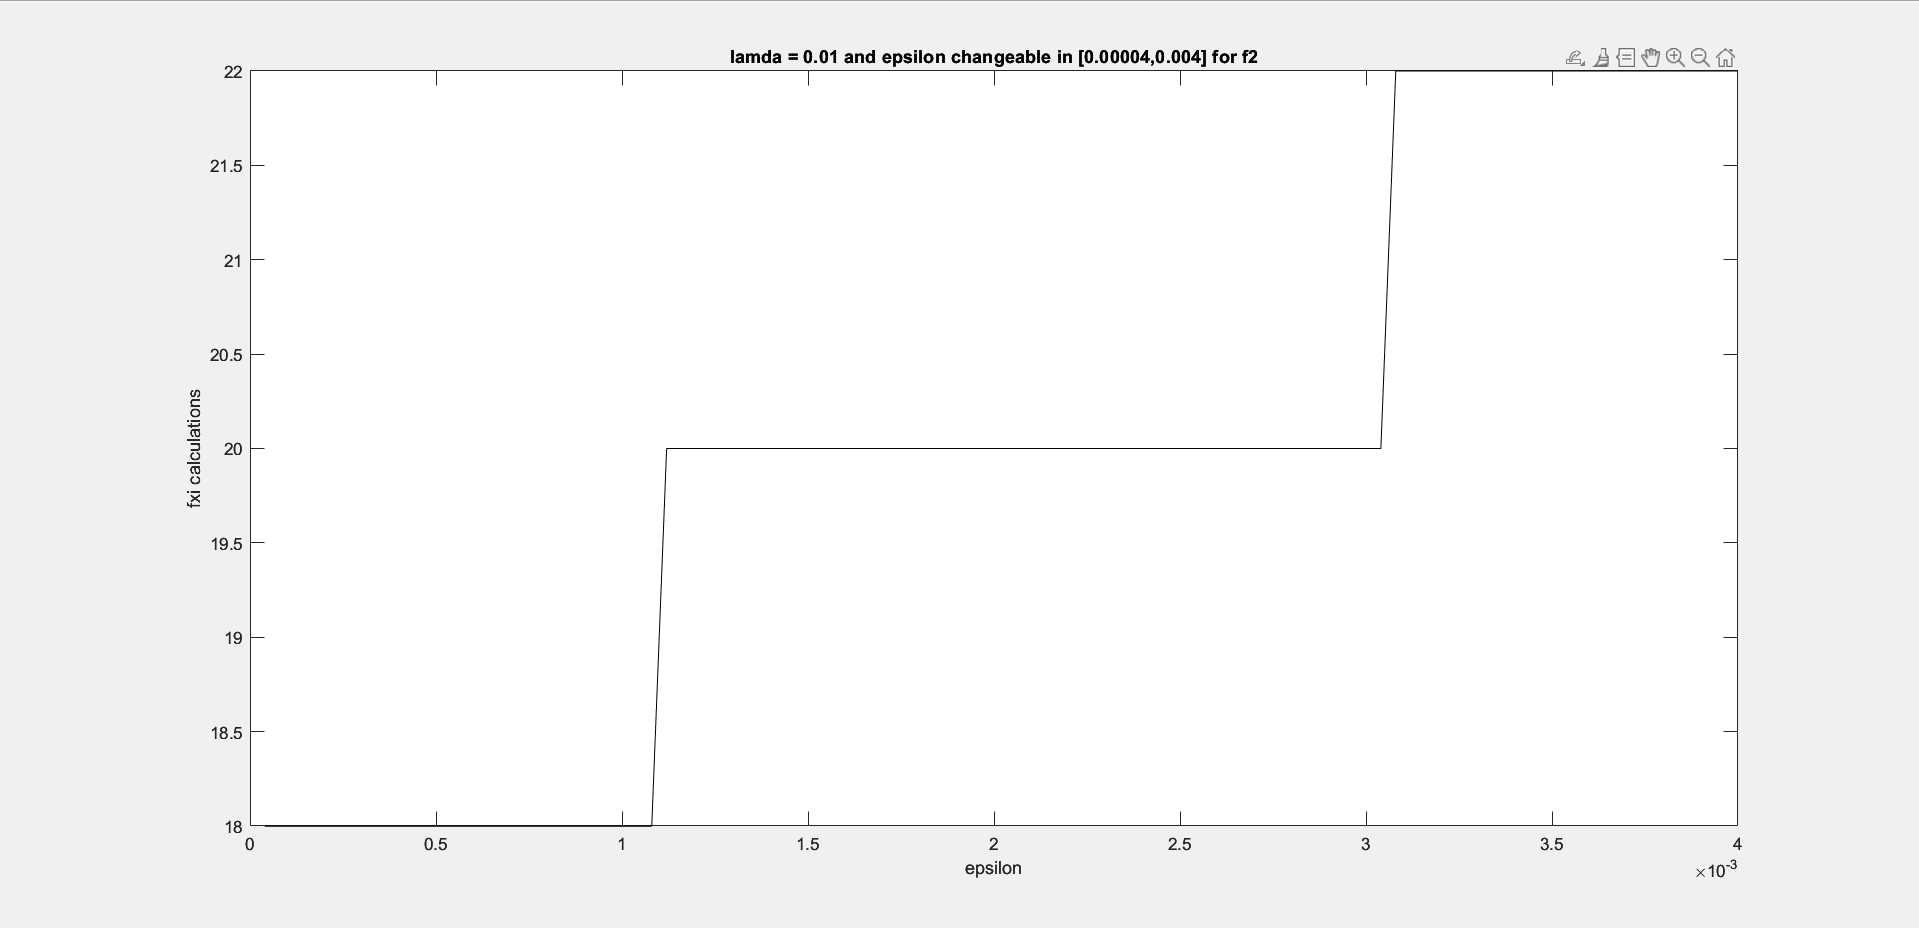 lamda = 0.01 and epsilon changeable in [0.00004,0.004] for f2
22
21.5
21
20.5
20
19.5
19
18.5
18
fxi calculations
0 0.5 1 1.5 2 2.5 3 3.5 4
epsilon
×10-3